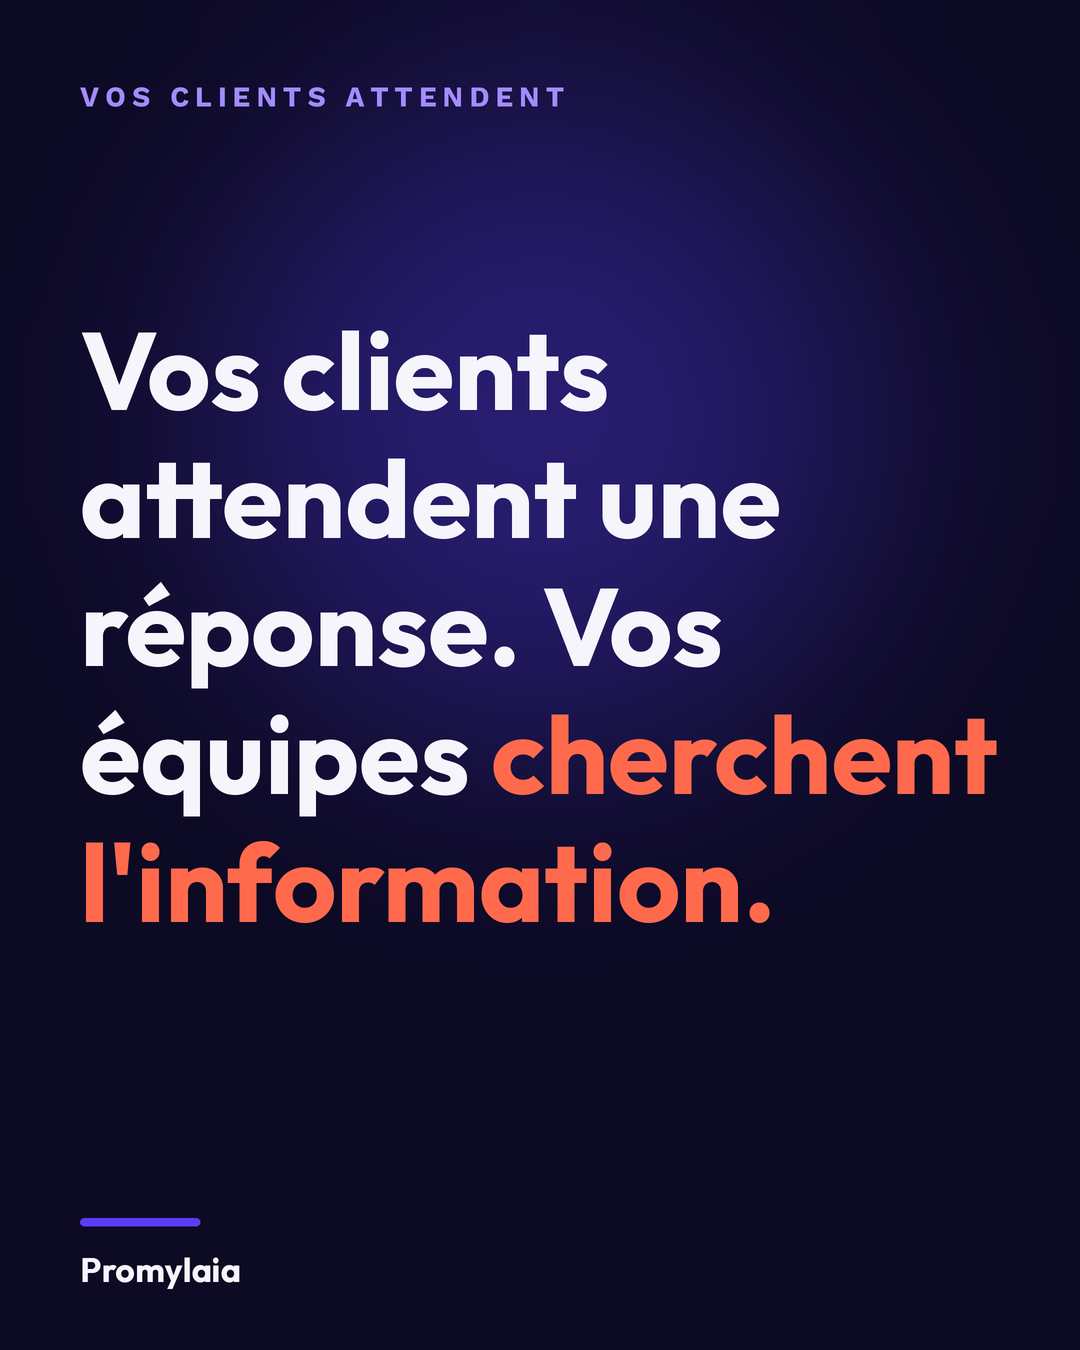 VOS CLIENTS ATTENDENT
Vos clients
attendent une
réponse. Vos
équipes cherchent
l'information.
Promylaia